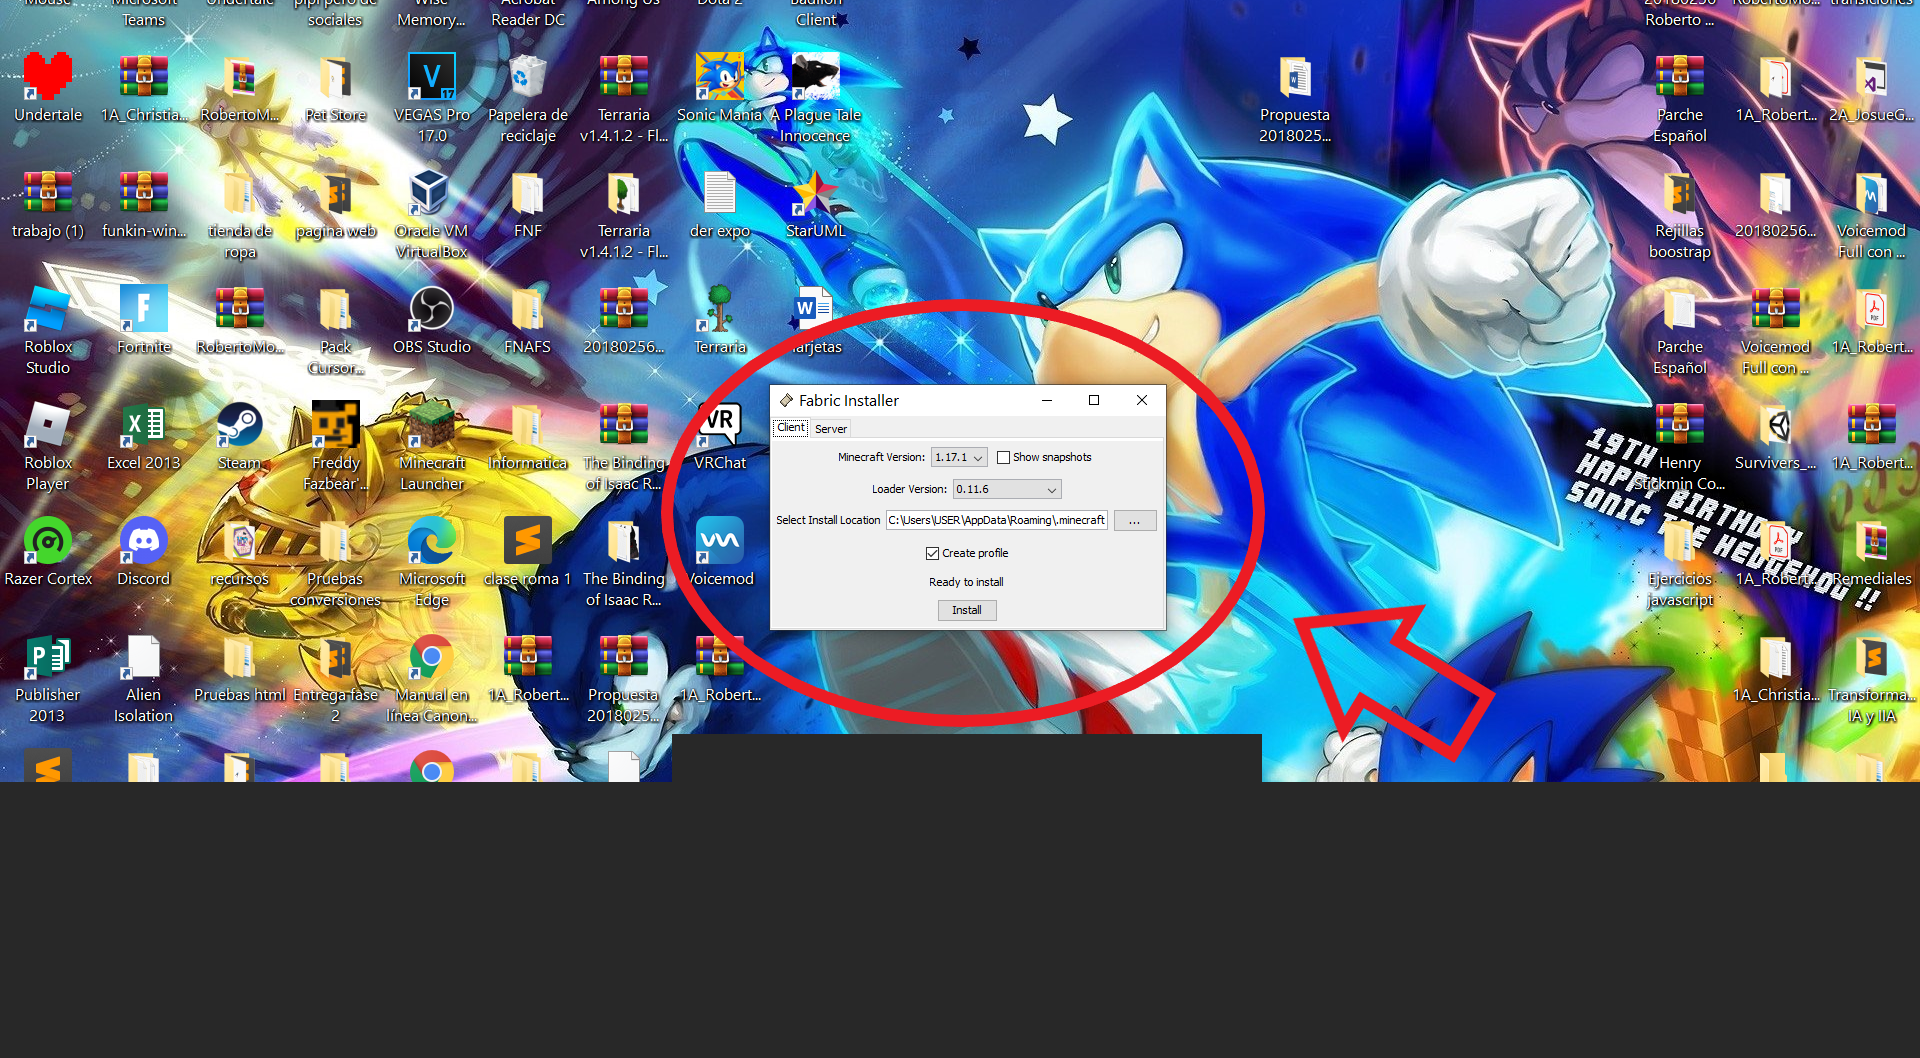 Mouse
Microsoft
Teams
Undertale
pipi pero de
sociales
Wise
Memory...
Acrobat
Reader DC
Among Us
Dota 2
Badlion
Client
20180256
Roberto ...
RobertoMo...
transiciones
Undertale
1A_Christia...
RobertoM...
Pet Store
VEGAS Pro
17.0
Papelera de
reciclaje
Terraria
v1.4.1.2 - Fl...
Sonic Mania
A Plague Tale
Innocence
Propuesta
2018025...
Parche
Español
1A_Robert...
2A_JosueG...
trabajo (1)
funkin-win...
tienda de
ropa
pagina web
Oracle VM
VirtualBox
FNF
Terraria
v1.4.1.2 - Fl...
der expo
StarUML
Rejillas
boostrap
20180256...
Voicemod
Full con ...
Roblox
Studio
Fortnite
RobertoMo...
Pack
Cursor...
OBS Studio
FNAFS
20180256...
Terraria
Tarjetas
Parche
Español
Voicemod
Full con ...
1A_Robert...
Fabric Installer
Client
Server
Minecraft Version:
1.17.1
Show snapshots
Loader Version:
0.11.6
Select Install Location
C:\Users\USER\AppData\Roaming\.minecraft
...
Create profile
Ready to install
Install
Roblox
Player
Excel 2013
Steam
Freddy
Fazbear'...
Minecraft
Launcher
Informatica
The Binding
of Isaac R...
VRChat
19TH
HAPPY BIRTHDAY
SONIC THE HEDGEHOG !!
Henry
Stickmin Co...
Survivers_...
1A_Robert...
Razer Cortex
Discord
recursos
Pruebas
conversiones
Microsoft
Edge
clase roma 1
The Binding
of Isaac R...
Voicemod
Ejercicios
javascript
1A_Robert...
Remediales
Publisher
2013
Alien
Isolation
Pruebas html
Entrega fase
2
Manual en
línea Canon...
1A_Robert...
Propuesta
2018025...
1A_Robert...
1A_Christia...
Transforma...
IA y IIA